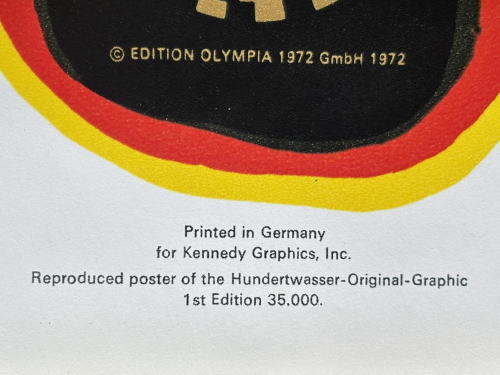 © EDITION OLYMPIA 1972 GmbH 1972
Printed in Germany
for Kennedy Graphics, Inc.
Reproduced poster of the Hundertwasser-Original-Graphic
1st Edition 35.000.